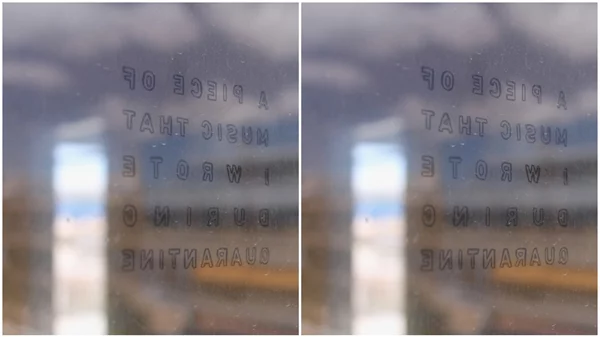 A PIECE OF
MUSIC THAT
I WROTE
DURING
QUARANTINE
A PIECE OF
MUSIC THAT
I WROTE
DURING
QUARANTINE